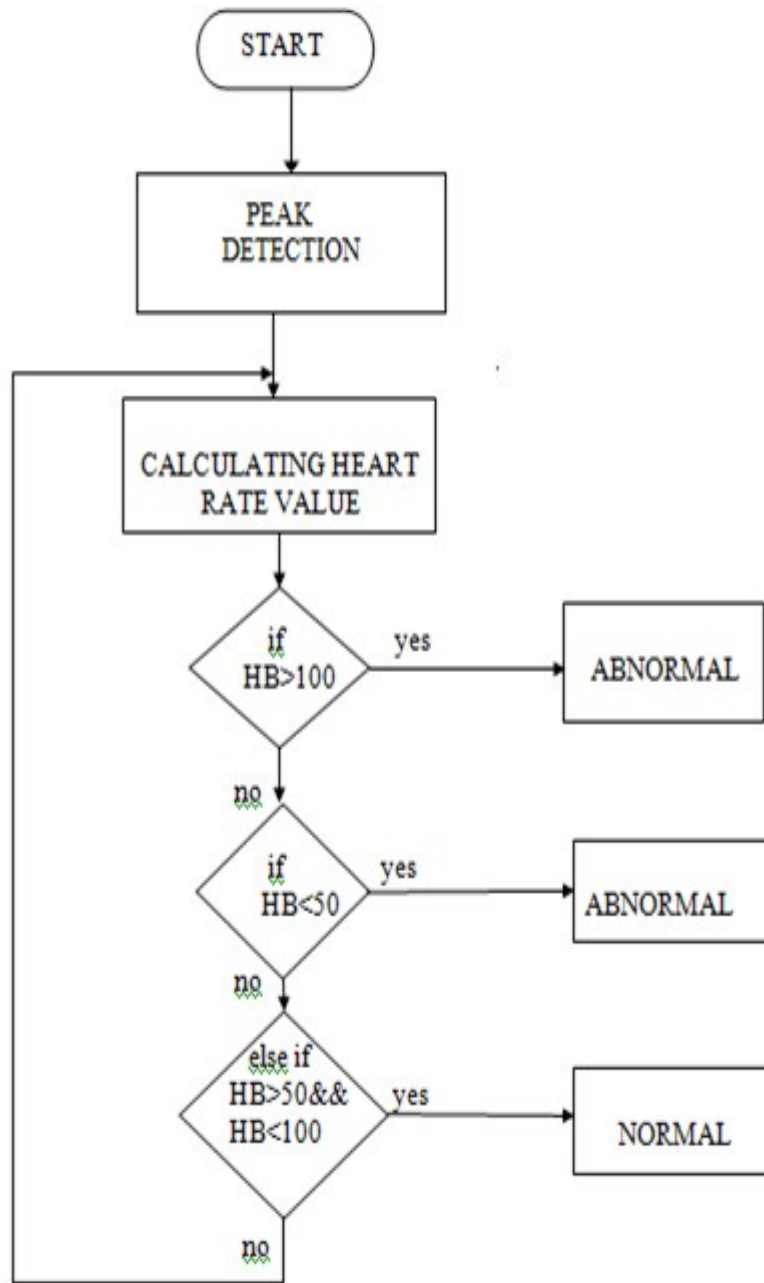 START
PEAK
DETECTION
CALCULATING HEART
RATE VALUE
if
HB>100
yes
ABNORMAL
no
if
HB<50
yes
ABNORMAL
no
else if
HB>50&&
HB<100
yes
NORMAL
no